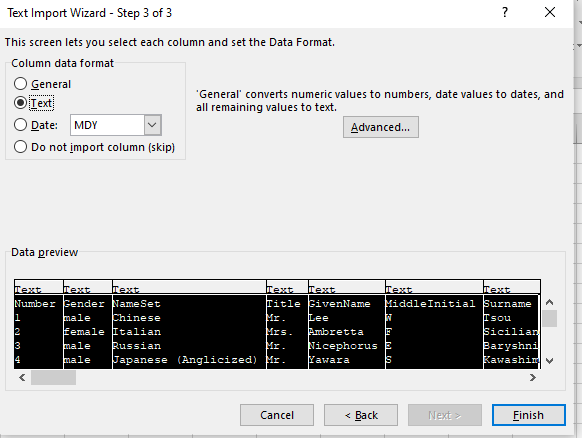 Text Import Wizard - Step 3 of 3
This screen lets you select each column and set the Data Format.
Column data format
General
Text
Date: MDY
Do not import column (skip)
'General' converts numeric values to numbers, date values to dates, and
all remaining values to text.
Advanced...
Data preview
Text Text Text Text Text Text Text
Number Gender NameSet Title GivenName MiddleInitial Surname
1 male Chinese Mr. Lee W Tsou
2 female Italian Mrs. Ambretta F Sicilian
3 male Russian Mr. Nicephorus E Baryshni
4 male Japanese (Anglicized) Mr. Yawara S Kawashim
Cancel < Back Next > Finish